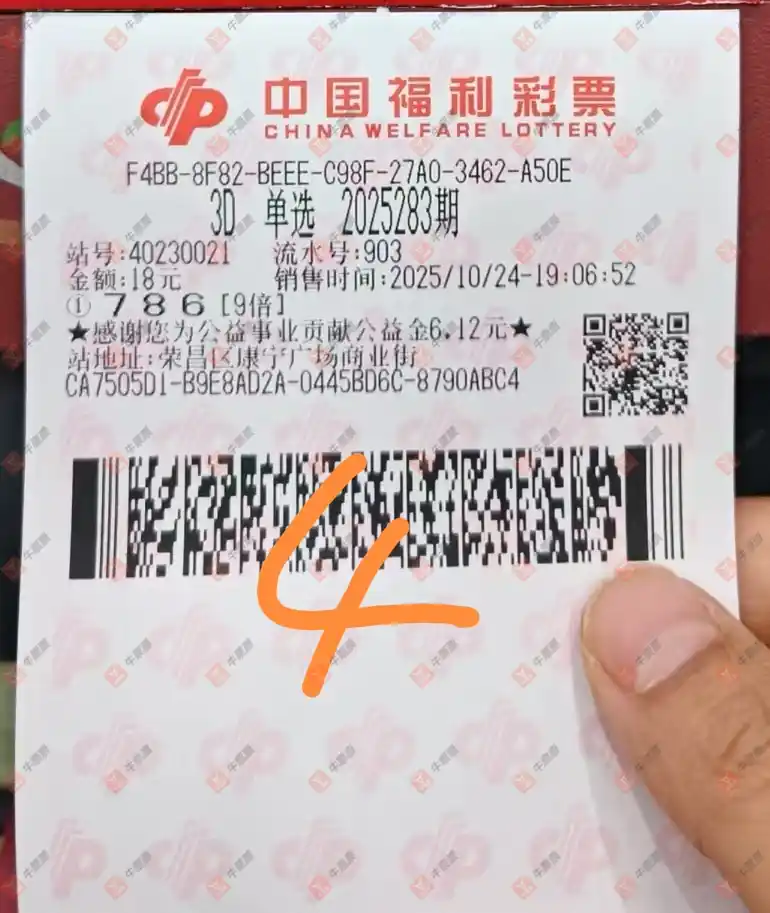 中国福利彩票
CHINA WELFARE LOTTERY
F4BB-8F82-BEEE-C98F-27A0-3462-A50E
3D 单选 2025283期
站号:40230021 流水号:903
金额:18元 销售时间:2025/10/24-19:06:52
① 7 8 6 [9倍]
★感谢您为公益事业贡献公益金6.12元★
站地址:荣昌区康宁广场商业街
CA7505D1-B9E8AD2A-0445BD6C-8790ABC4
4